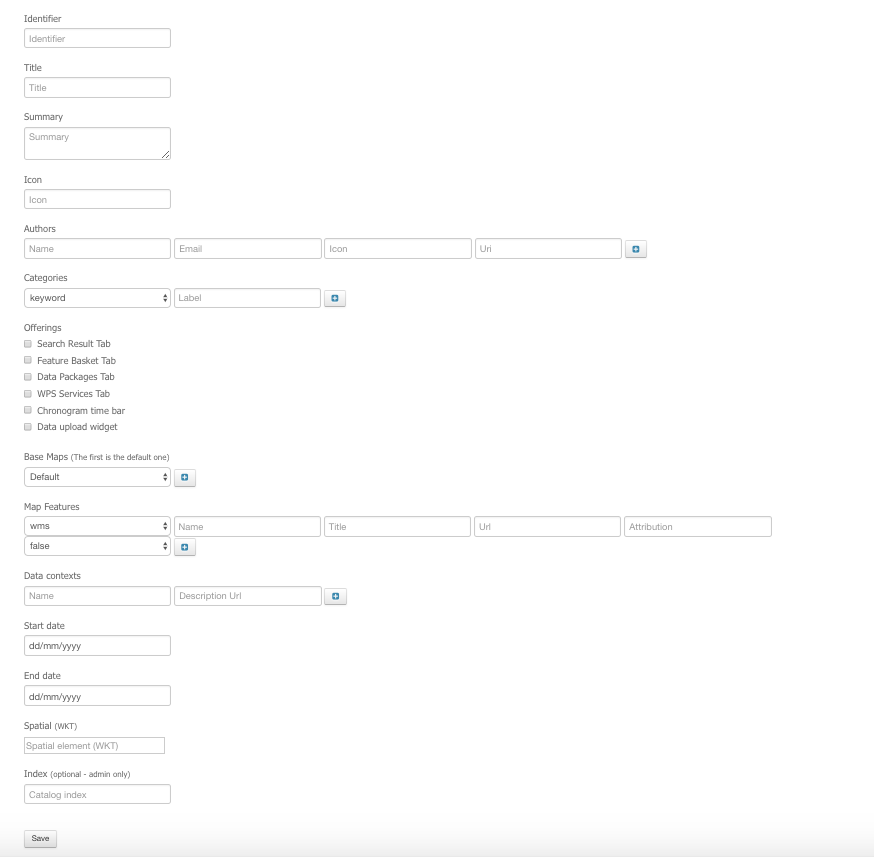 Identifier
Identifier
Title
Title
Summary
Summary
Icon
Icon
Authors
Name Email Icon Uri
Categories
keyword Label
Offerings
Search Result Tab
Feature Basket Tab
Data Packages Tab
WPS Services Tab
Chronogram time bar
Data upload widget
Base Maps (The first is the default one)
Default
Map Features
wms Name Title Url Attribution
false
Data contexts
Name Description Url
Start date
dd/mm/yyyy
End date
dd/mm/yyyy
Spatial (WKT)
Spatial element (WKT)
Index (optional - admin only)
Catalog index
Save